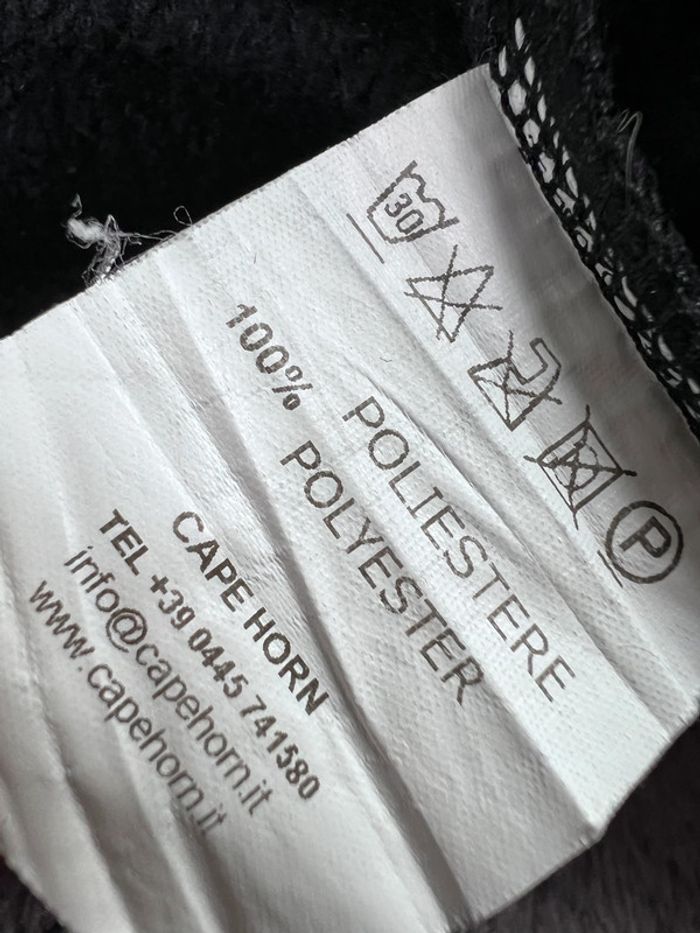 30
P
100% POLIESTERE
POLYESTER
CAPE HORN
TEL +39 0445 741580
info@capehorn.it
www.capehorn.it